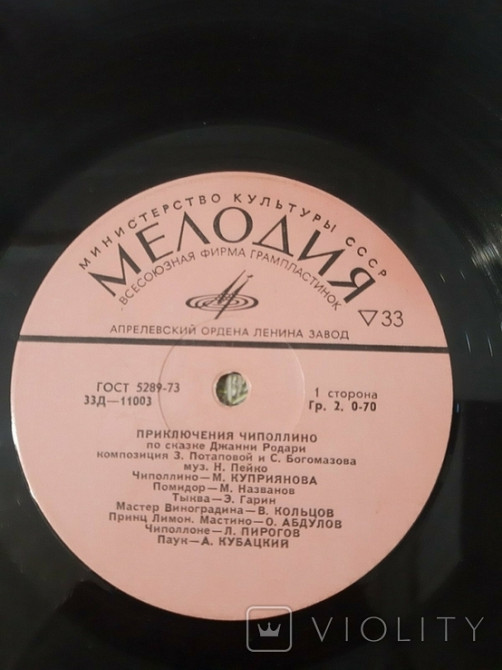 МИНИСТЕРСТВО КУЛЬТУРЫ СССР
МЕЛОДИЯ
ВСЕСОЮЗНАЯ ФИРМА ГРАМПЛАСТИНОК
▽33
АПРЕЛЕВСКИЙ ОРДЕНА ЛЕНИНА ЗАВОД
ГОСТ 5289-73
33Д—11003
1 сторона
Гр. 2. 0-70
ПРИКЛЮЧЕНИЯ ЧИПОЛЛИНО
по сказке Джанни Родари
композиция З. Потаповой и С. Богомазова
муз. Н. Пейко
Чиполлино—М. КУПРИЯНОВА
Помидор—М. Названов
Тыква—Э. Гарин
Мастер Виноградина—В. КОЛЬЦОВ
Принц Лимон. Мастино—О. АБДУЛОВ
Чиполлоне—Л. ПИРОГОВ
Паук—А. КУБАЦКИЙ
VIOLITY